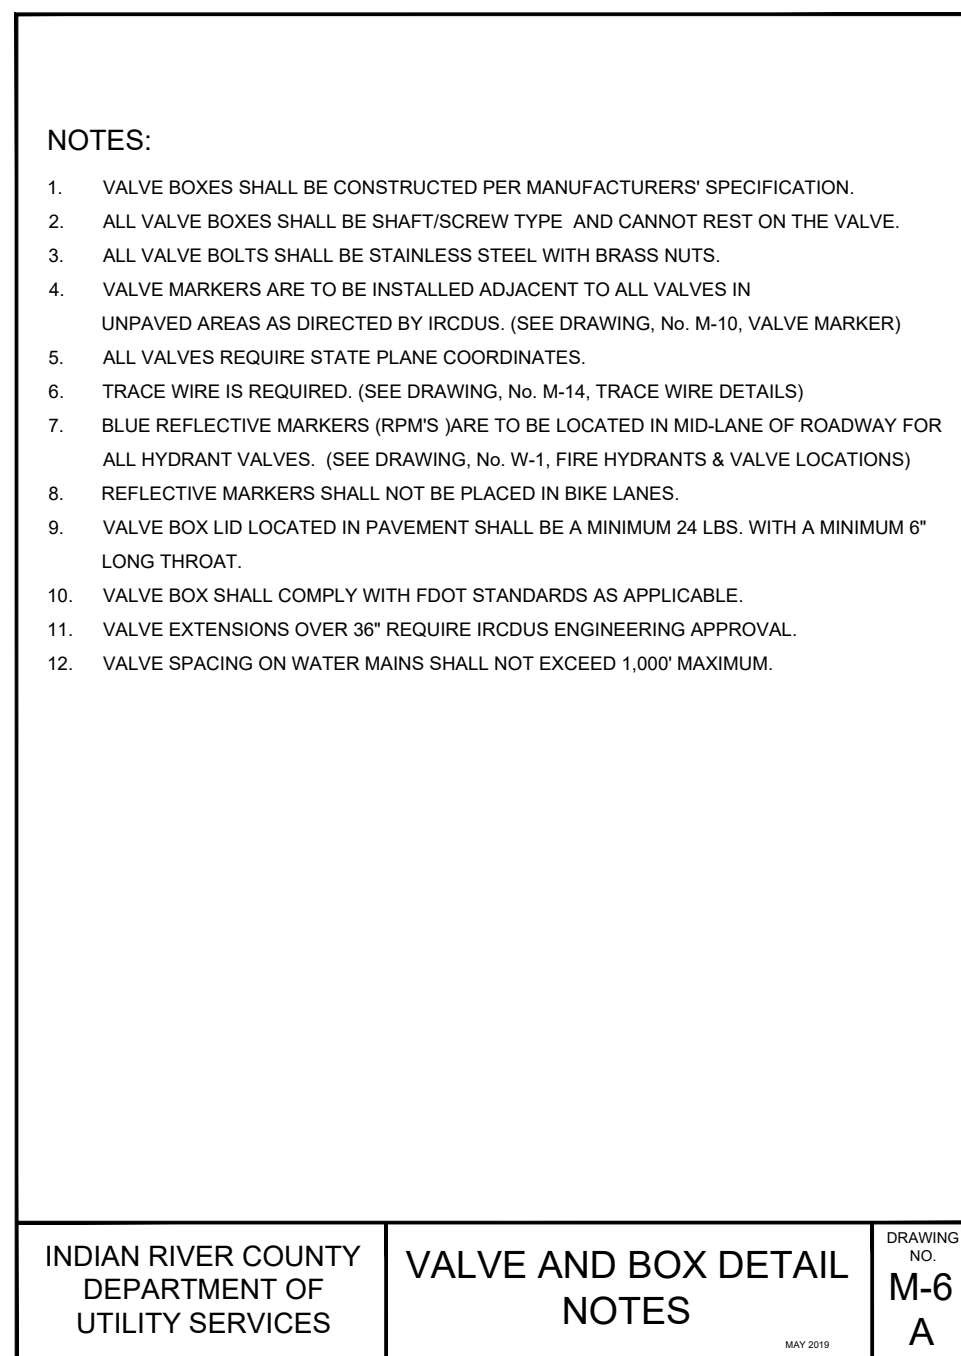 NOTES:
1. VALVE BOXES SHALL BE CONSTRUCTED PER MANUFACTURERS' SPECIFICATION.
2. ALL VALVE BOXES SHALL BE SHAFT/SCREW TYPE  AND CANNOT REST ON THE VALVE.
3. ALL VALVE BOLTS SHALL BE STAINLESS STEEL WITH BRASS NUTS.
4. VALVE MARKERS ARE TO BE INSTALLED ADJACENT TO ALL VALVES IN
UNPAVED AREAS AS DIRECTED BY IRCDUS. (SEE DRAWING, No. M-10, VALVE MARKER)
5. ALL VALVES REQUIRE STATE PLANE COORDINATES.
6. TRACE WIRE IS REQUIRED. (SEE DRAWING, No. M-14, TRACE WIRE DETAILS)
7. BLUE REFLECTIVE MARKERS (RPM'S )ARE TO BE LOCATED IN MID-LANE OF ROADWAY FOR
ALL HYDRANT VALVES.  (SEE DRAWING, No. W-1, FIRE HYDRANTS & VALVE LOCATIONS)
8. REFLECTIVE MARKERS SHALL NOT BE PLACED IN BIKE LANES.
9. VALVE BOX LID LOCATED IN PAVEMENT SHALL BE A MINIMUM 24 LBS. WITH A MINIMUM 6"
LONG THROAT.
10. VALVE BOX SHALL COMPLY WITH FDOT STANDARDS AS APPLICABLE.
11. VALVE EXTENSIONS OVER 36" REQUIRE IRCDUS ENGINEERING APPROVAL.
12. VALVE SPACING ON WATER MAINS SHALL NOT EXCEED 1,000' MAXIMUM.
INDIAN RIVER COUNTY
DEPARTMENT OF
UTILITY SERVICES
VALVE AND BOX DETAIL
NOTES
MAY 2019
DRAWING
NO.
M-6
A